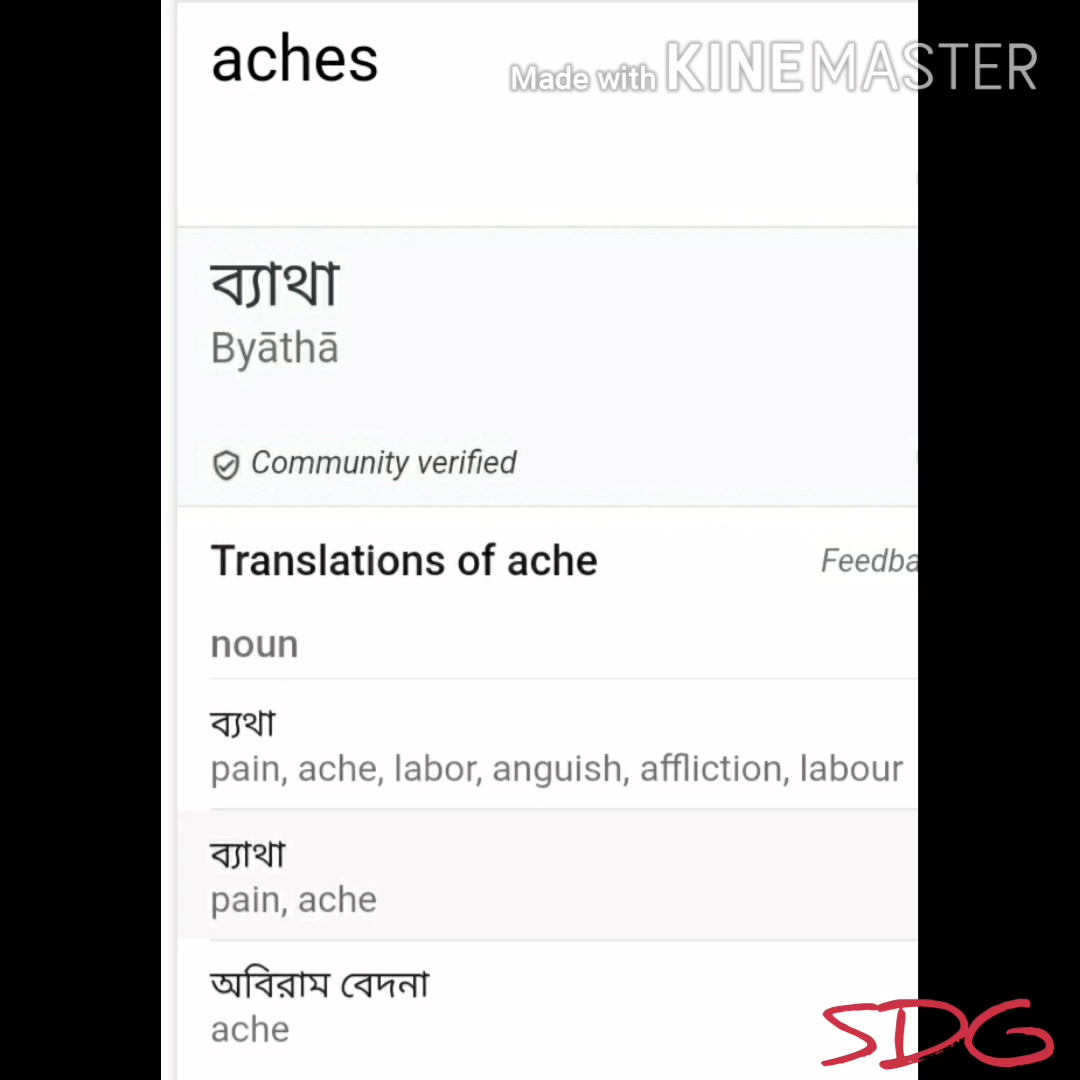 aches
Made with KINEMASTER
ব্যাথা
Byāthā
Community verified
Translations of ache
Feedba
noun
ব্যথা
pain, ache, labor, anguish, affliction, labour
ব্যাথা
pain, ache
অবিরাম বেদনা
ache
SDG